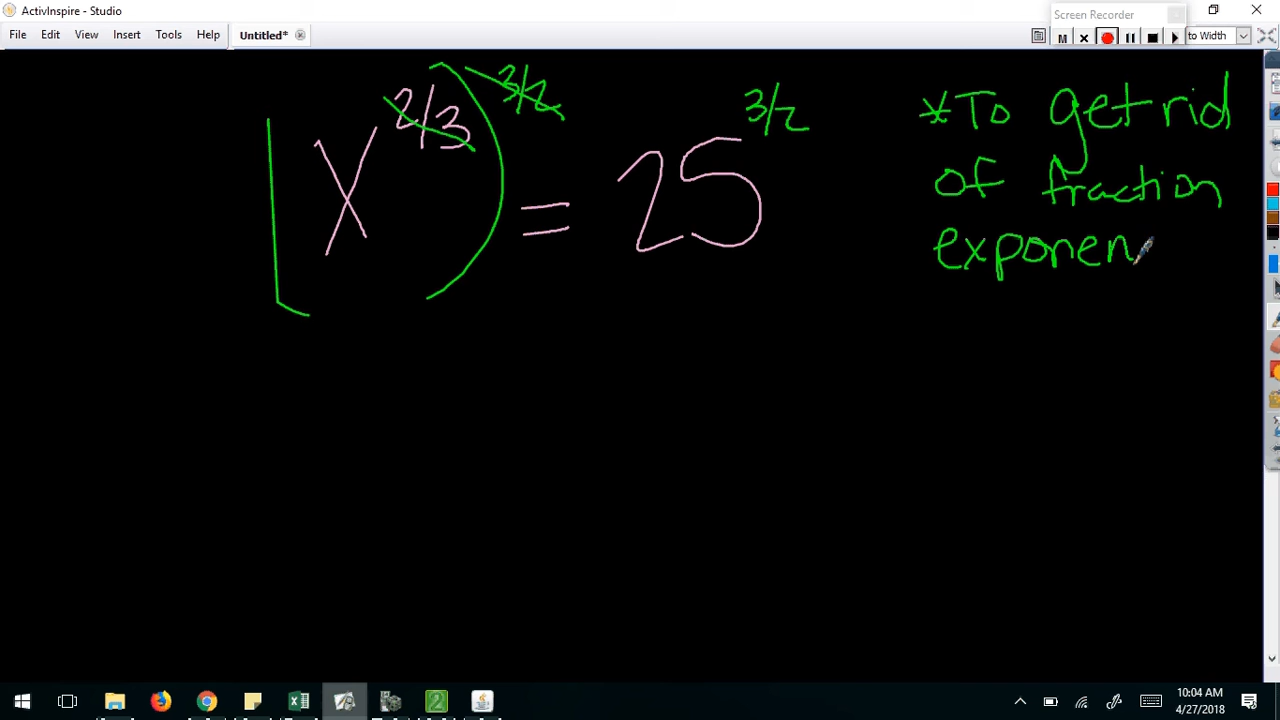 ActivInspire - Studio
Screen Recorder
File Edit View Insert Tools Help Untitled*
M to Width
(X^2/3)^3/2 = 25^3/2
*To get rid
of fraction
exponen
10:04 AM
4/27/2018